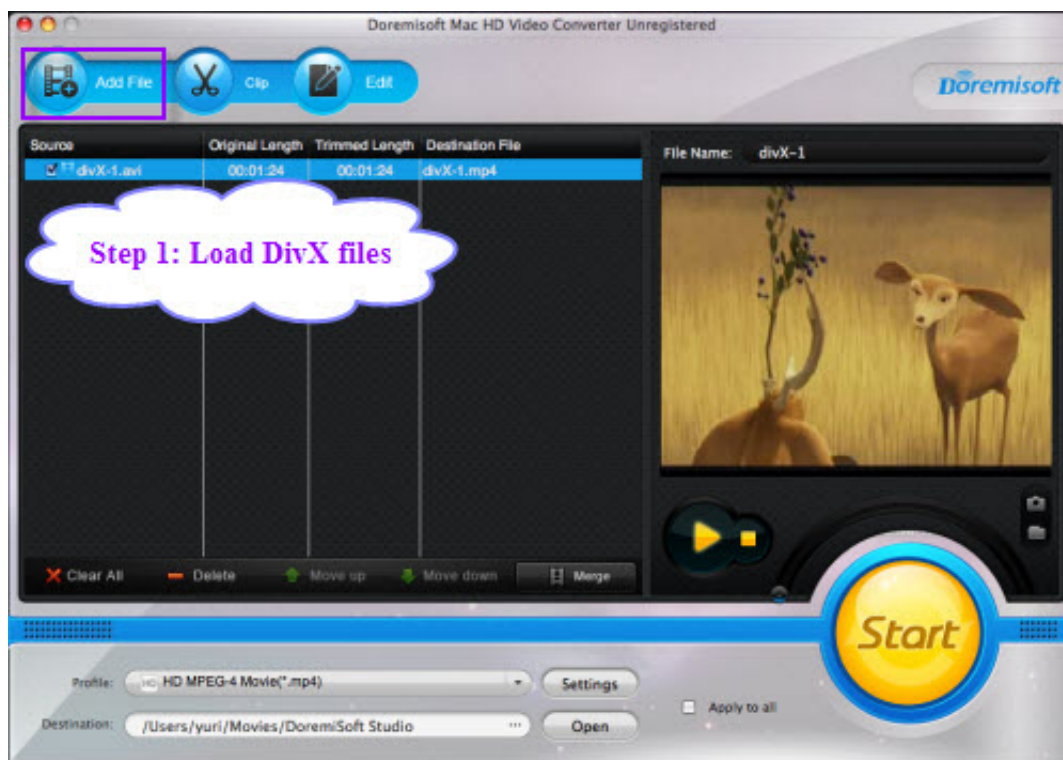 Doremisoft Mac HD Video Converter Unregistered
Add File Clip Edit
Doremisoft
Source Original Length Trimmed Length Destination File
divX-1.avi 00:01:24 00:01:24 divX-1.mp4
File Name: divX-1
Step 1: Load DivX files
Clear All Delete Move up Move down Merge
Start
Profile: HD HD MPEG-4 Movie(*.mp4) Settings
Apply to all
Destination: /Users/yuri/Movies/DoremiSoft Studio ... Open